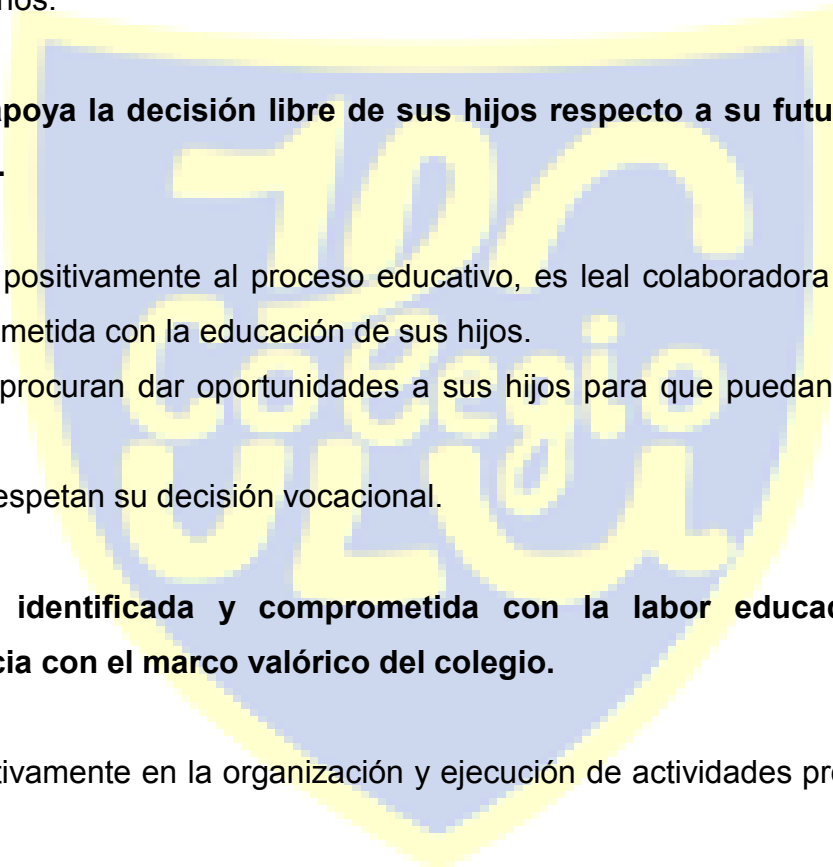 apoya la decisión libre de sus hijos respecto a su futu
positivamente al proceso educativo, es leal colaboradora
metida con la educación de sus hijos.
procuran dar oportunidades a sus hijos para que puedan
espetan su decisión vocacional.
identificada y comprometida con la labor educac
cia con el marco valórico del colegio.
tivamente en la organización y ejecución de actividades pr
Colegio